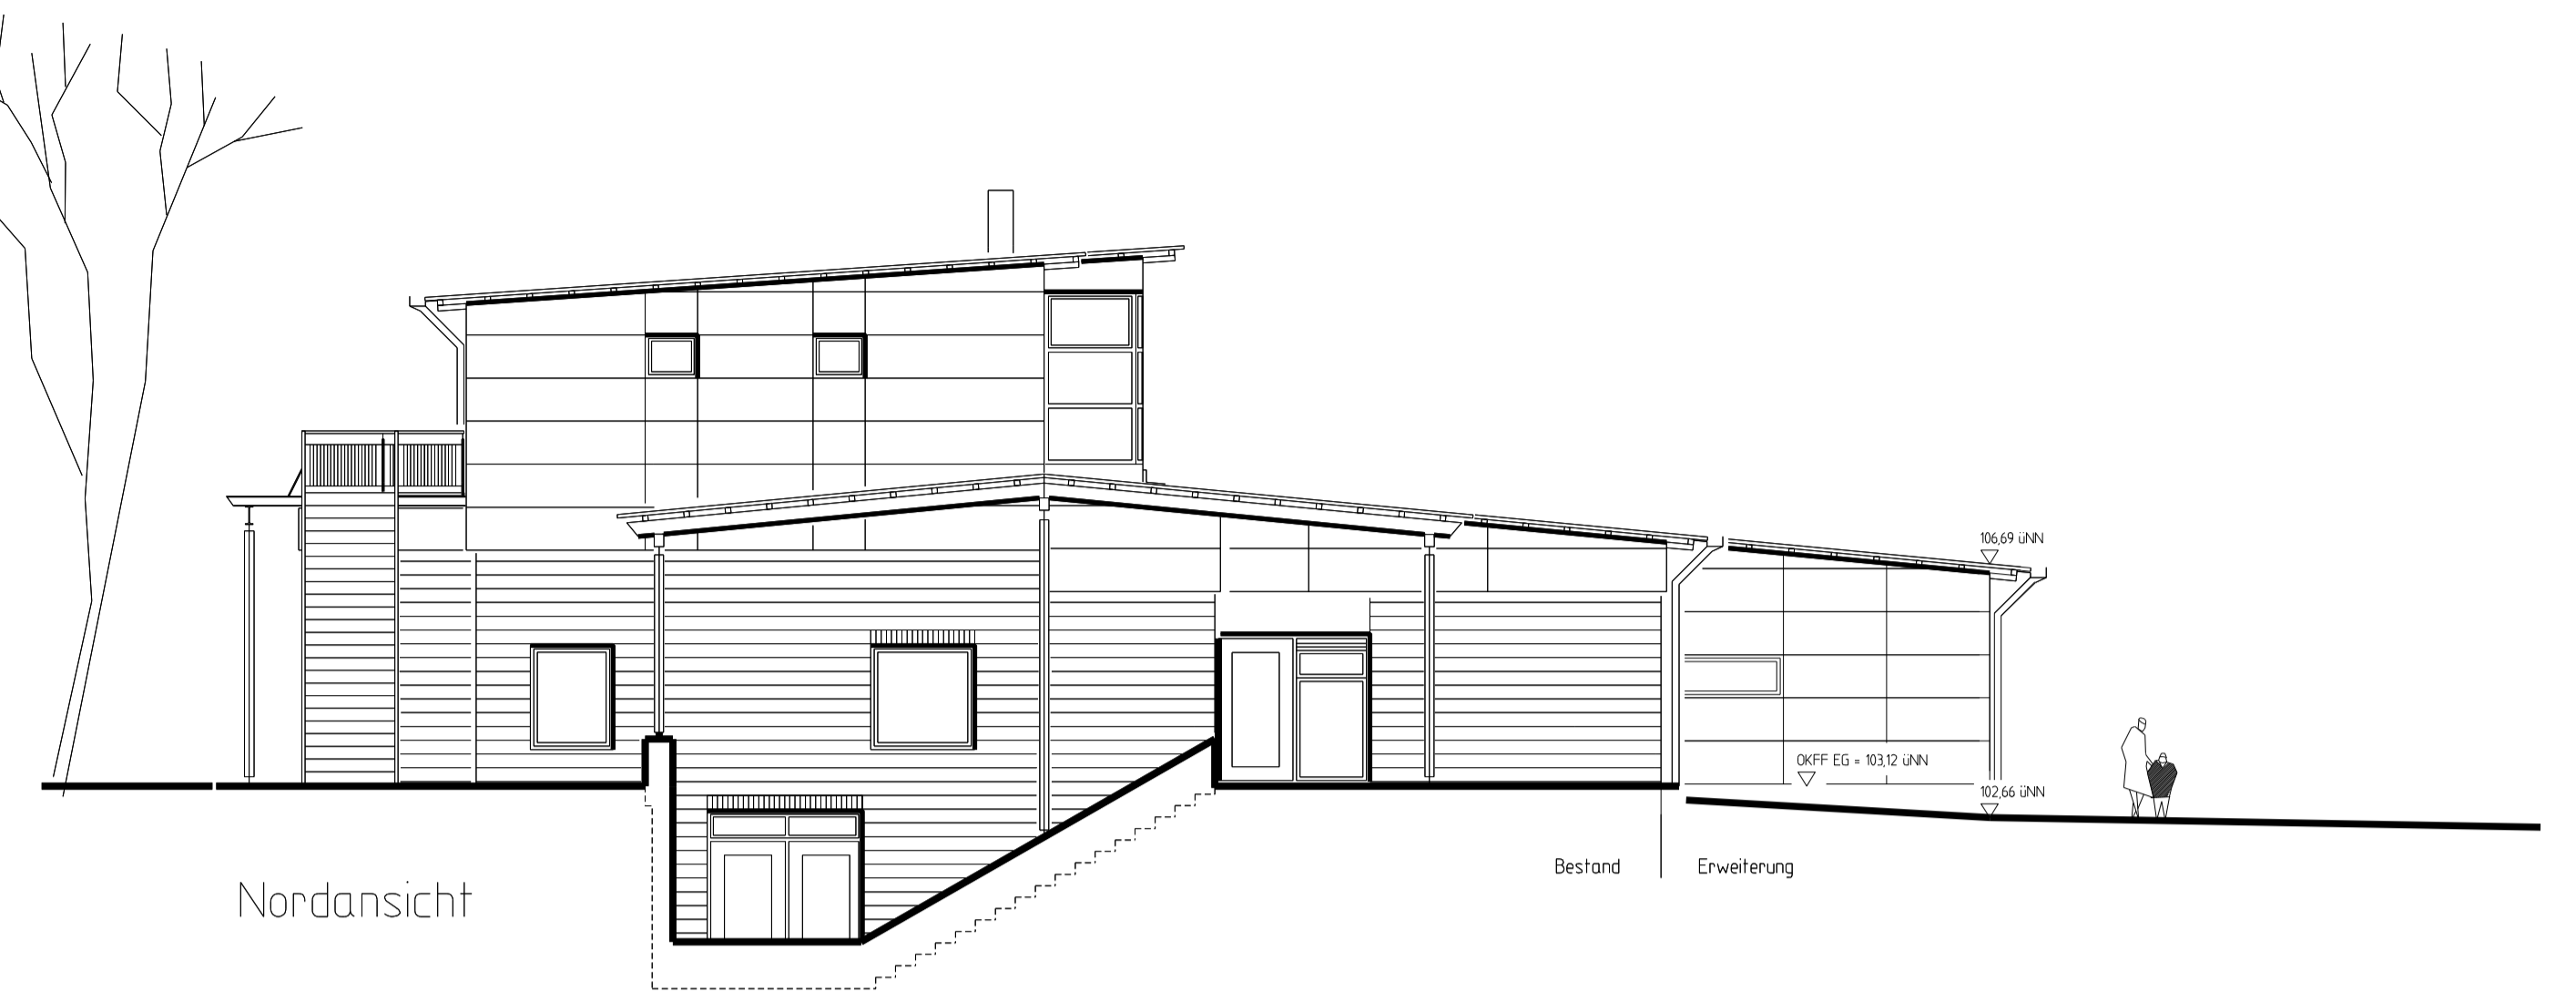 106,69 üNN
OKFF EG = 103,12 üNN
102,66 üNN
Bestand
Erweiterung
Nordansicht